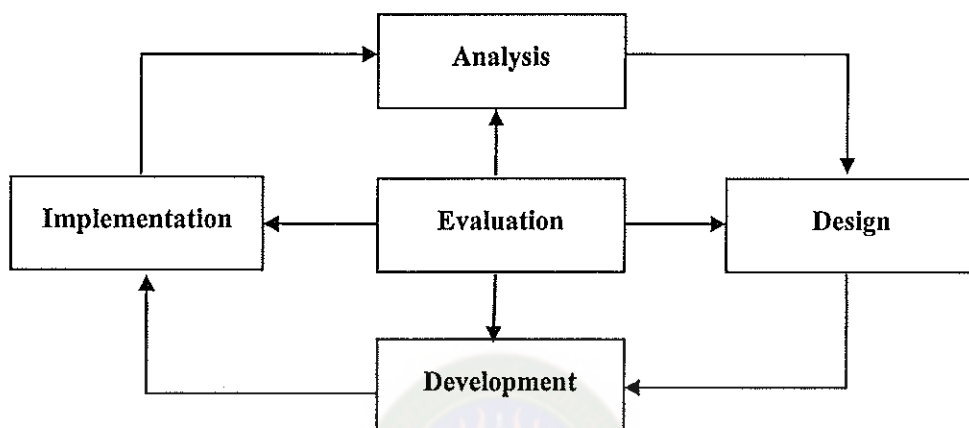 Analysis
Implementation
Evaluation
Design
Development